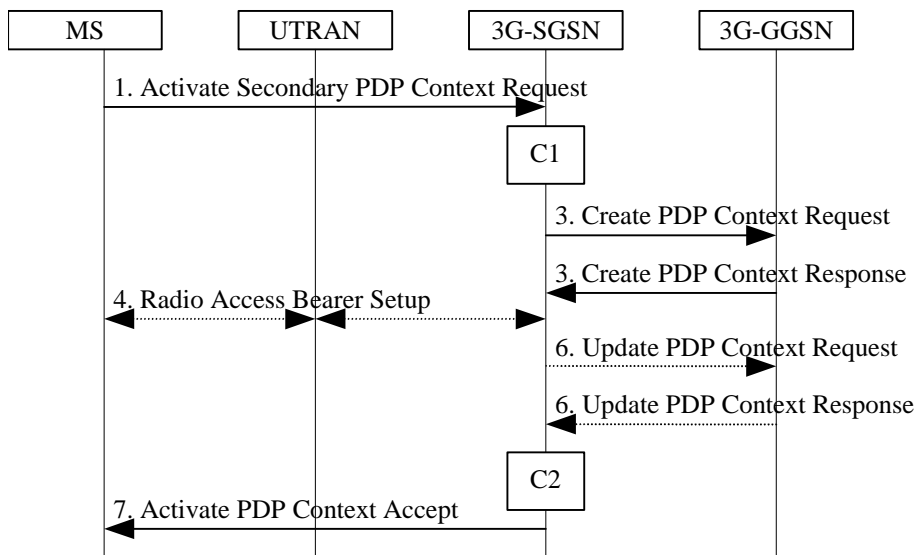 MS
UTRAN
3G-SGSN
3G-GGSN
1. Activate Secondary PDP Context Request
C1
3. Create PDP Context Request
3. Create PDP Context Response
4. Radio Access Bearer Setup
6. Update PDP Context Request
6. Update PDP Context Response
C2
7. Activate PDP Context Accept